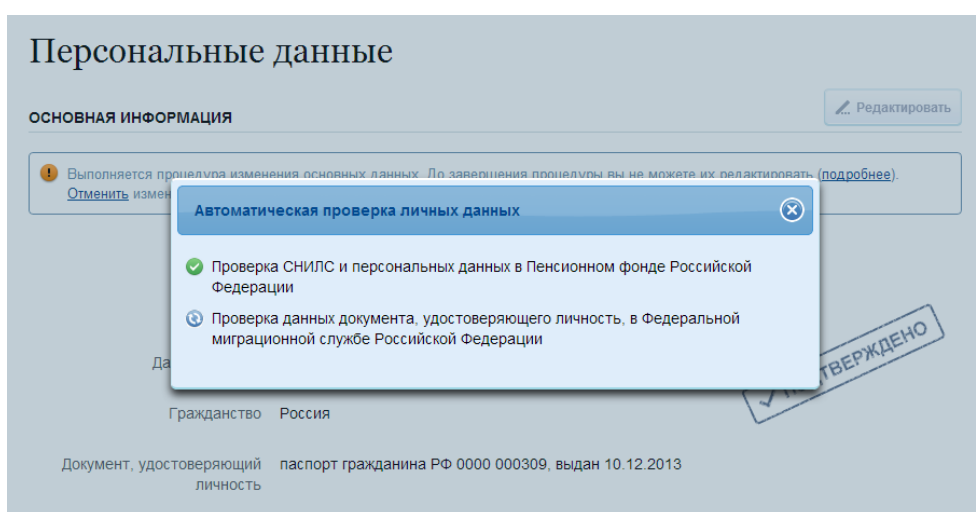 Персональные данные
Редактировать
ОСНОВНАЯ ИНФОРМАЦИЯ
Выполняется процедура изменения основных данных. До завершения процедуры вы не можете их редактировать (подробнее).
Отменить измен
Автоматическая проверка личных данных
Проверка СНИЛС и персональных данных в Пенсионном фонде Российской
Федерации
Проверка данных документа, удостоверяющего личность, в Федеральной
миграционной службе Российской Федерации
Да
ТВЕРЖДЕНО
Гражданство Россия
Документ, удостоверяющий паспорт гражданина РФ 0000 000309, выдан 10.12.2013
личность